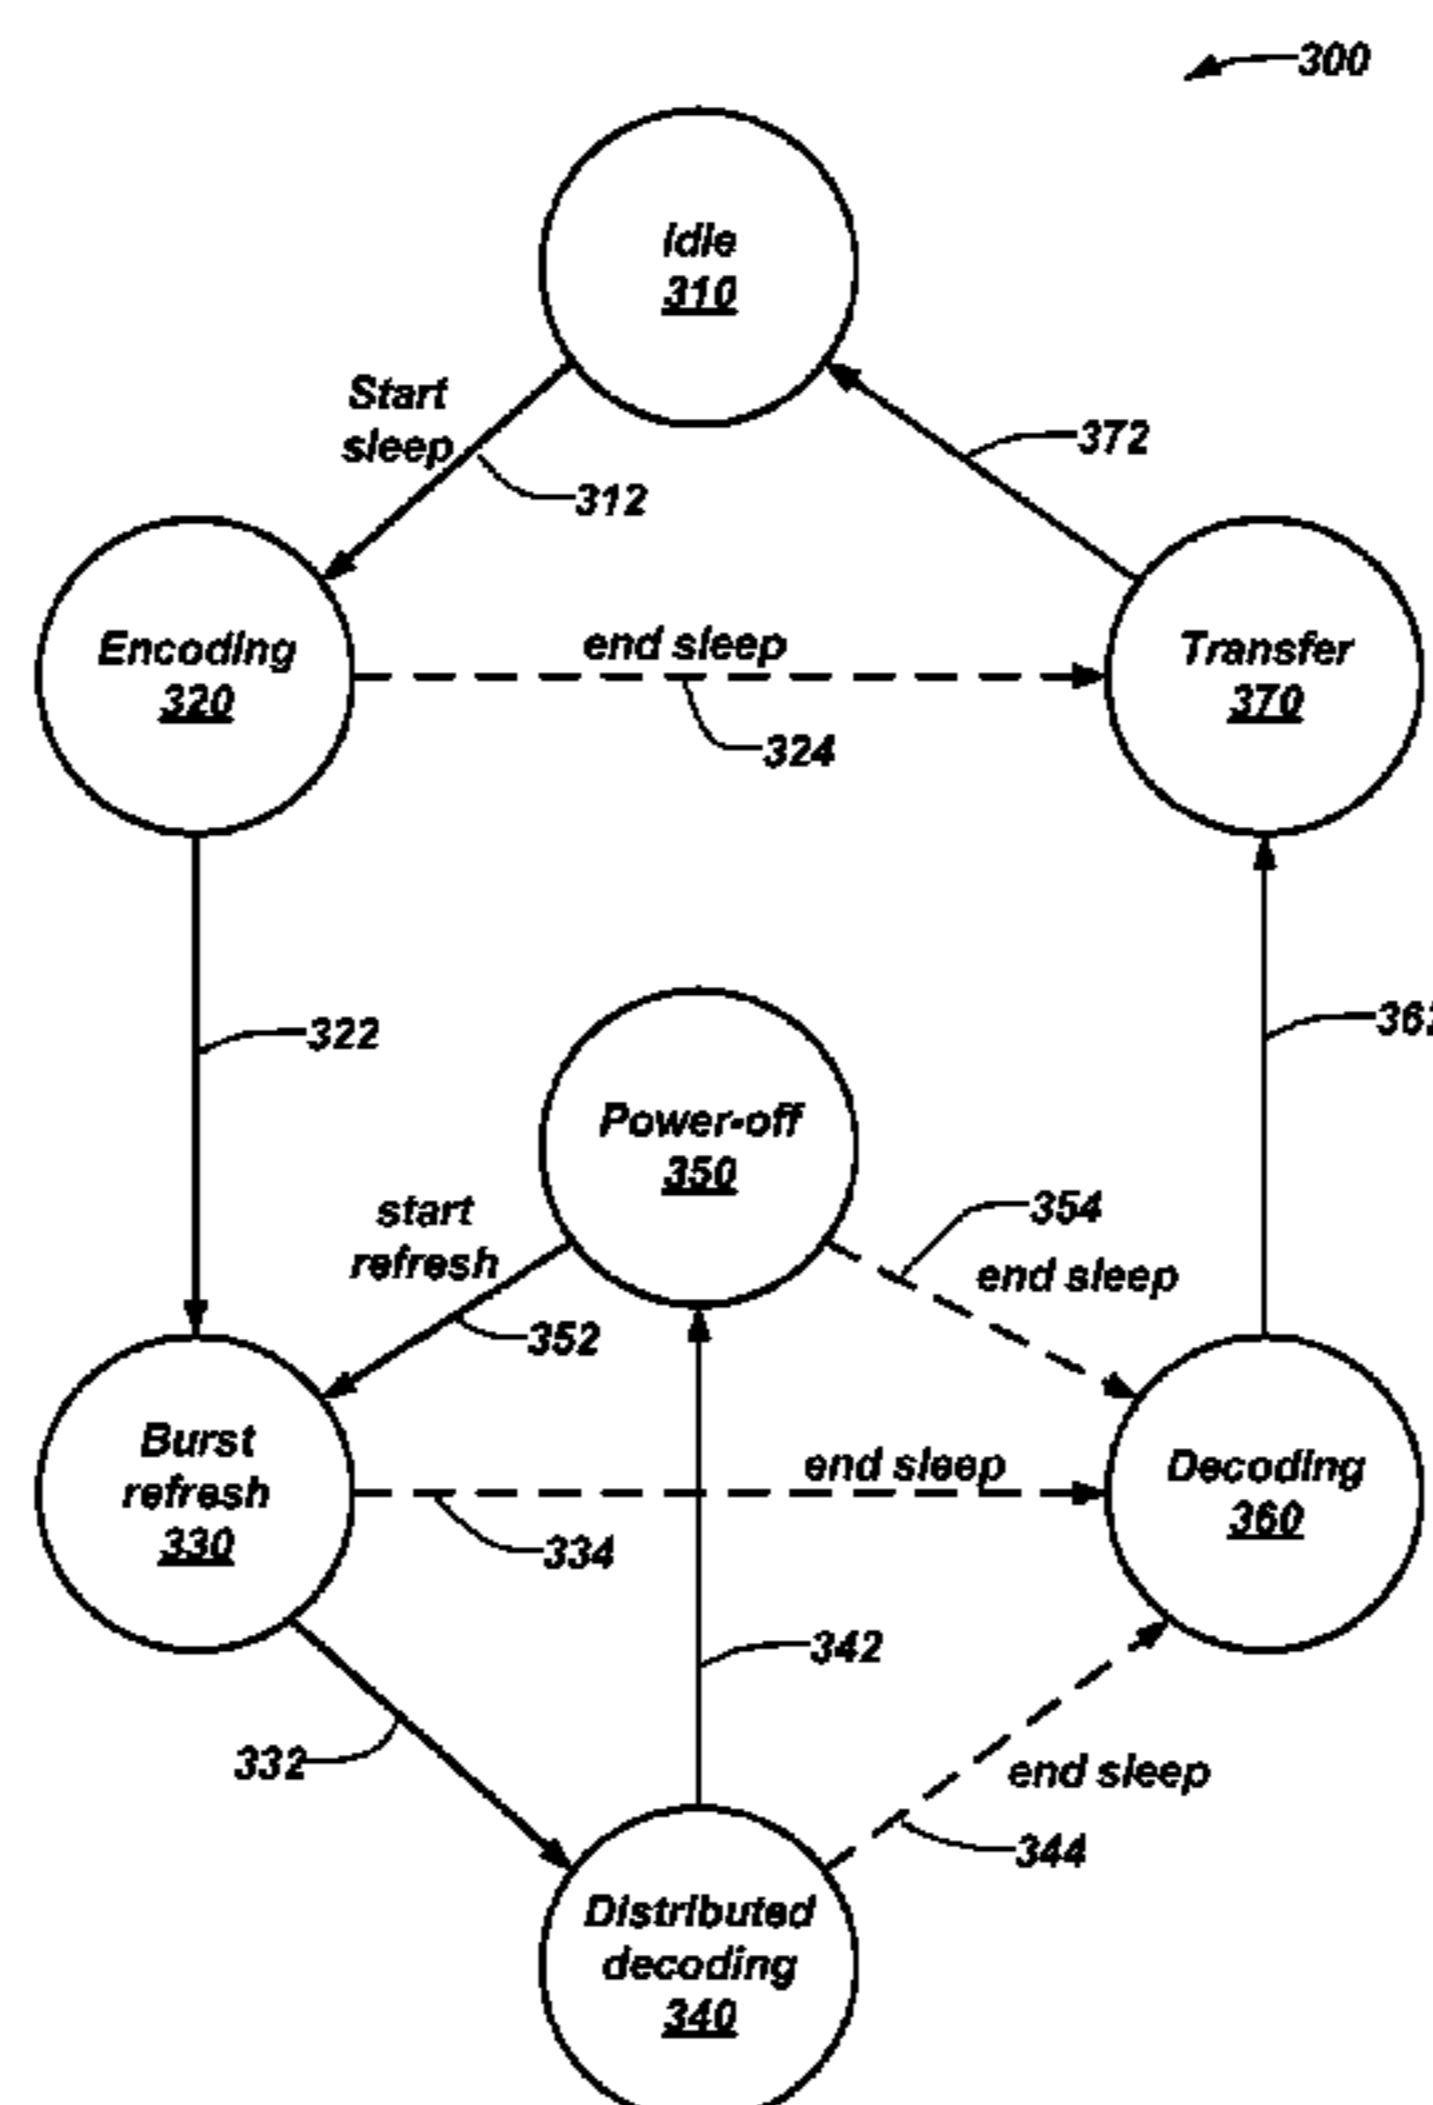 300
Idle
310
Start
sleep
312
372
Encoding
320
end sleep
324
Transfer
370
322
362
Power-off
350
start
refresh
352
354
end sleep
Burst
refresh
330
end sleep
334
Decoding
360
342
332
end sleep
344
Distributed
decoding
340